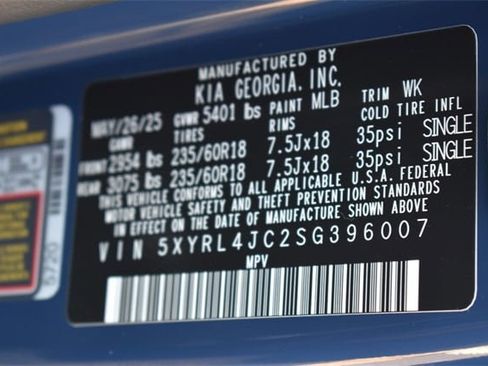 MANUFACTURED BY
KIA GEORGIA, INC.
MAY/26/25 GVWR 5401 lbs PAINT MLB TRIM WK
GAWR TIRES RIMS COLD TIRE INFL
FRONT 2954 lbs 235/60R18 7.5Jx18 35psi SINGLE
REAR 3075 lbs 235/60R18 7.5Jx18 35psi SINGLE
THIS VEHICLE CONFORMS TO ALL APPLICABLE U.S.A. FEDERAL
MOTOR VEHICLE SAFETY AND THEFT PREVENTION STANDARDS
IN EFFECT ON THE DATE OF MANUFACTURE SHOWN ABOVE
VIN 5XYRL4JC2SG396007
MPV